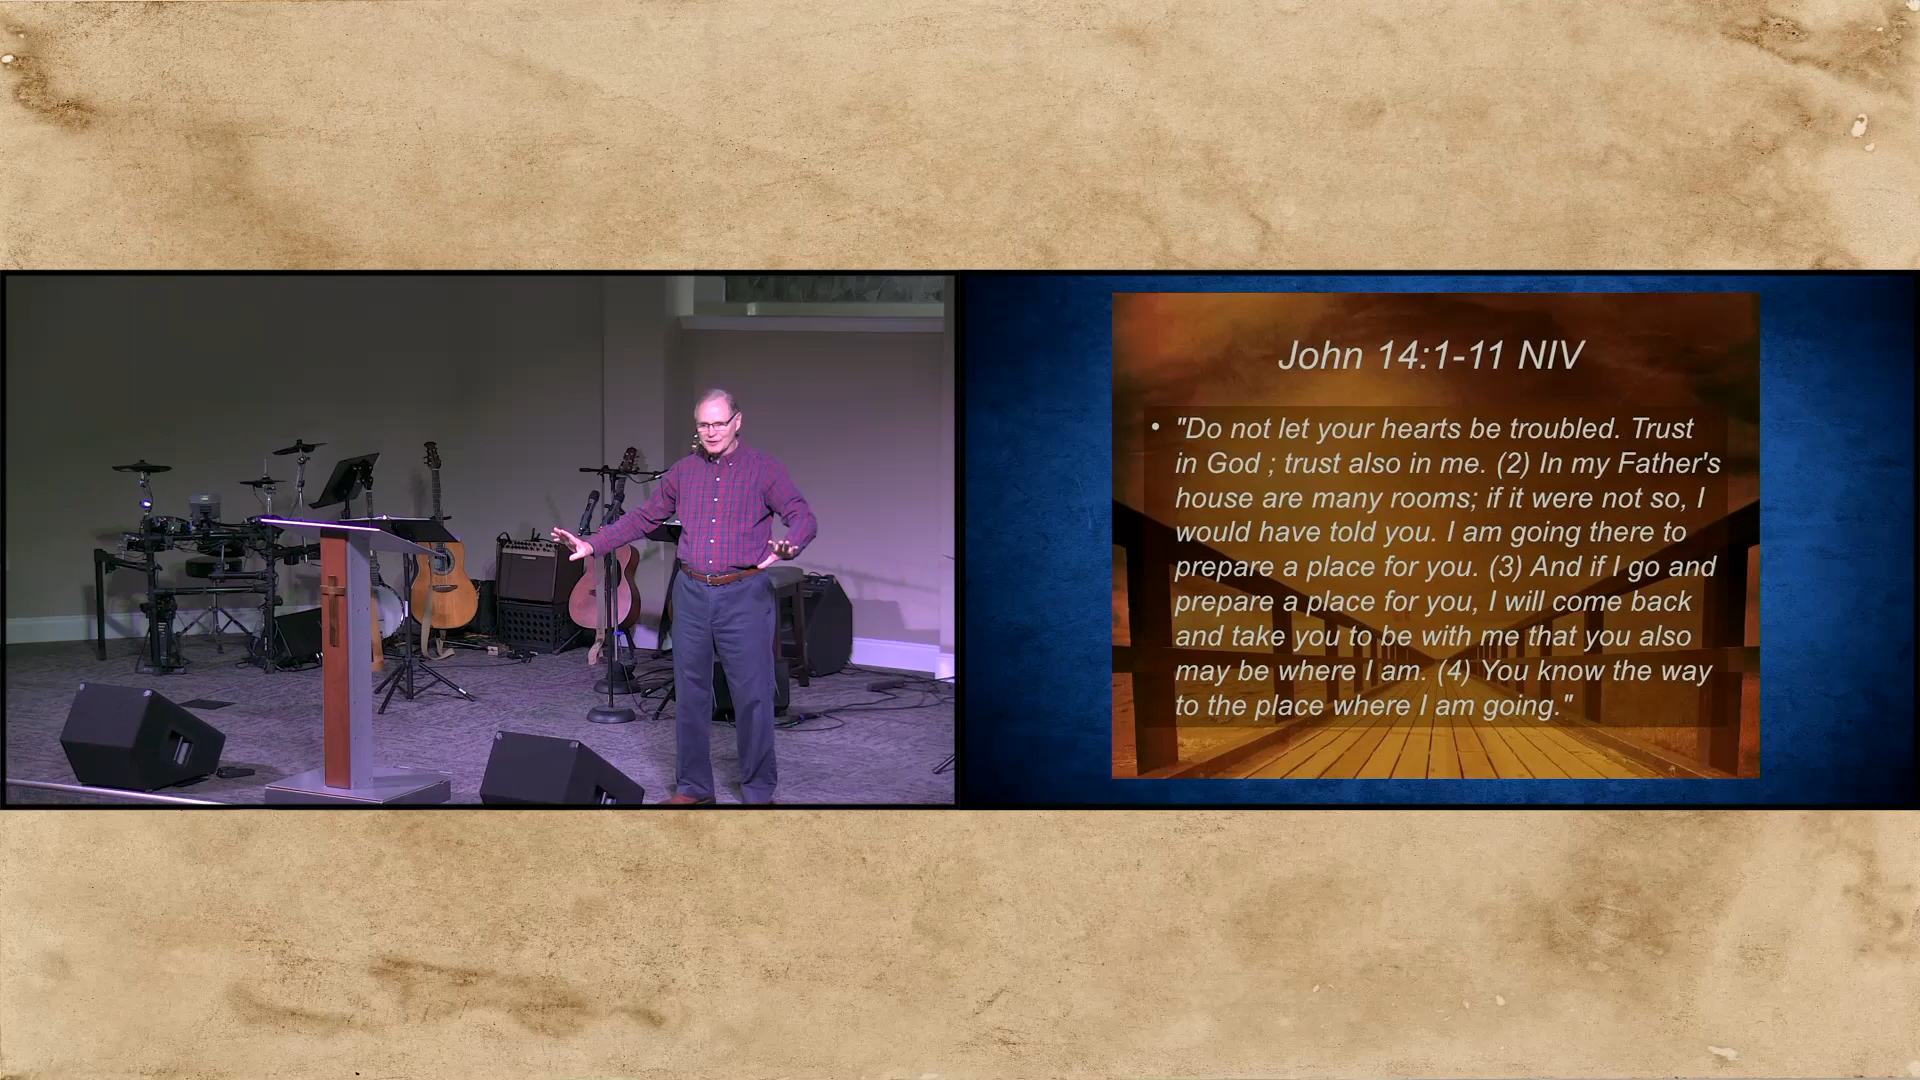 John 14:1-11 NIV
• "Do not let your hearts be troubled. Trust
in God ; trust also in me. (2) In my Father's
house are many rooms; if it were not so, I
would have told you. I am going there to
prepare a place for you. (3) And if I go and
prepare a place for you, I will come back
and take you to be with me that you also
may be where I am. (4) You know the way
to the place where I am going."